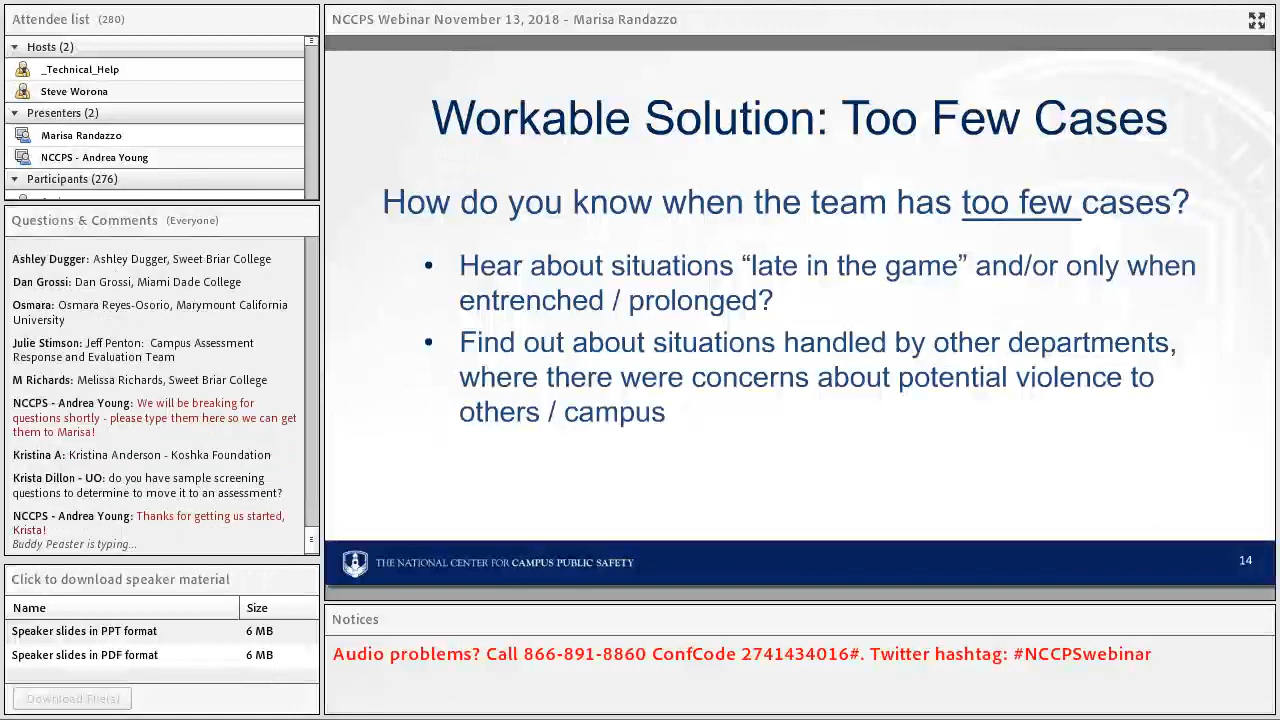 Attendee list (280)
Hosts (2)
_Technical_Help
Steve Worona
Presenters (2)
Marisa Randazzo
NCCPS - Andrea Young
Participants (276)
Questions & Comments (Everyone)
Ashley Dugger: Ashley Dugger, Sweet Briar College
Dan Grossi: Dan Grossi, Miami Dade College
Osmara: Osmara Reyes-Osorio, Marymount California
University
Julie Stimson: Jeff Penton: Campus Assessment
Response and Evaluation Team
M Richards: Melissa Richards, Sweet Briar College
NCCPS - Andrea Young: We will be breaking for
questions shortly - please type them here so we can get
them to Marisa!
Kristina A: Kristina Anderson - Koshka Foundation
Krista Dillon - UO: do you have sample screening
questions to determine to move it to an assessment?
NCCPS - Andrea Young: Thanks for getting us started,
Krista!
Buddy Peaster is typing...
Click to download speaker material
Name Size
Speaker slides in PPT format 6 MB
Speaker slides in PDF format 6 MB
Download File(s)
NCCPS Webinar November 13, 2018 - Marisa Randazzo
Workable Solution: Too Few Cases
How do you know when the team has too few cases?
• Hear about situations “late in the game” and/or only when
entrenched / prolonged?
• Find out about situations handled by other departments,
where there were concerns about potential violence to
others / campus
THE NATIONAL CENTER FOR CAMPUS PUBLIC SAFETY
14
Notices
Audio problems? Call 866-891-8860 ConfCode 2741434016#. Twitter hashtag: #NCCPSwebinar